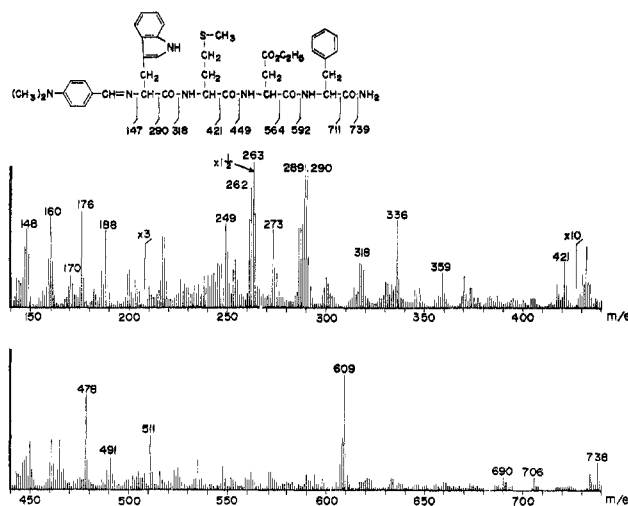 S—CH₃
NH
CH₂
CO₂C₂H₅
CH₂ CH₂ CH₂ CH₂
(CH₃)₂N CH=N—CH—CO—NH—CH—CO—NH—CH—CO—NH—CH—CO—NH₂
147 290 318 421 449 564 592 711 739
148 160 170 176 188 x3 249 262 x1½ 263 273 289 290 318 336 359 421 x10
150 200 250 300 350 400 m/e
478 491 511 609 690 706 738
450 500 550 600 650 700 m/e